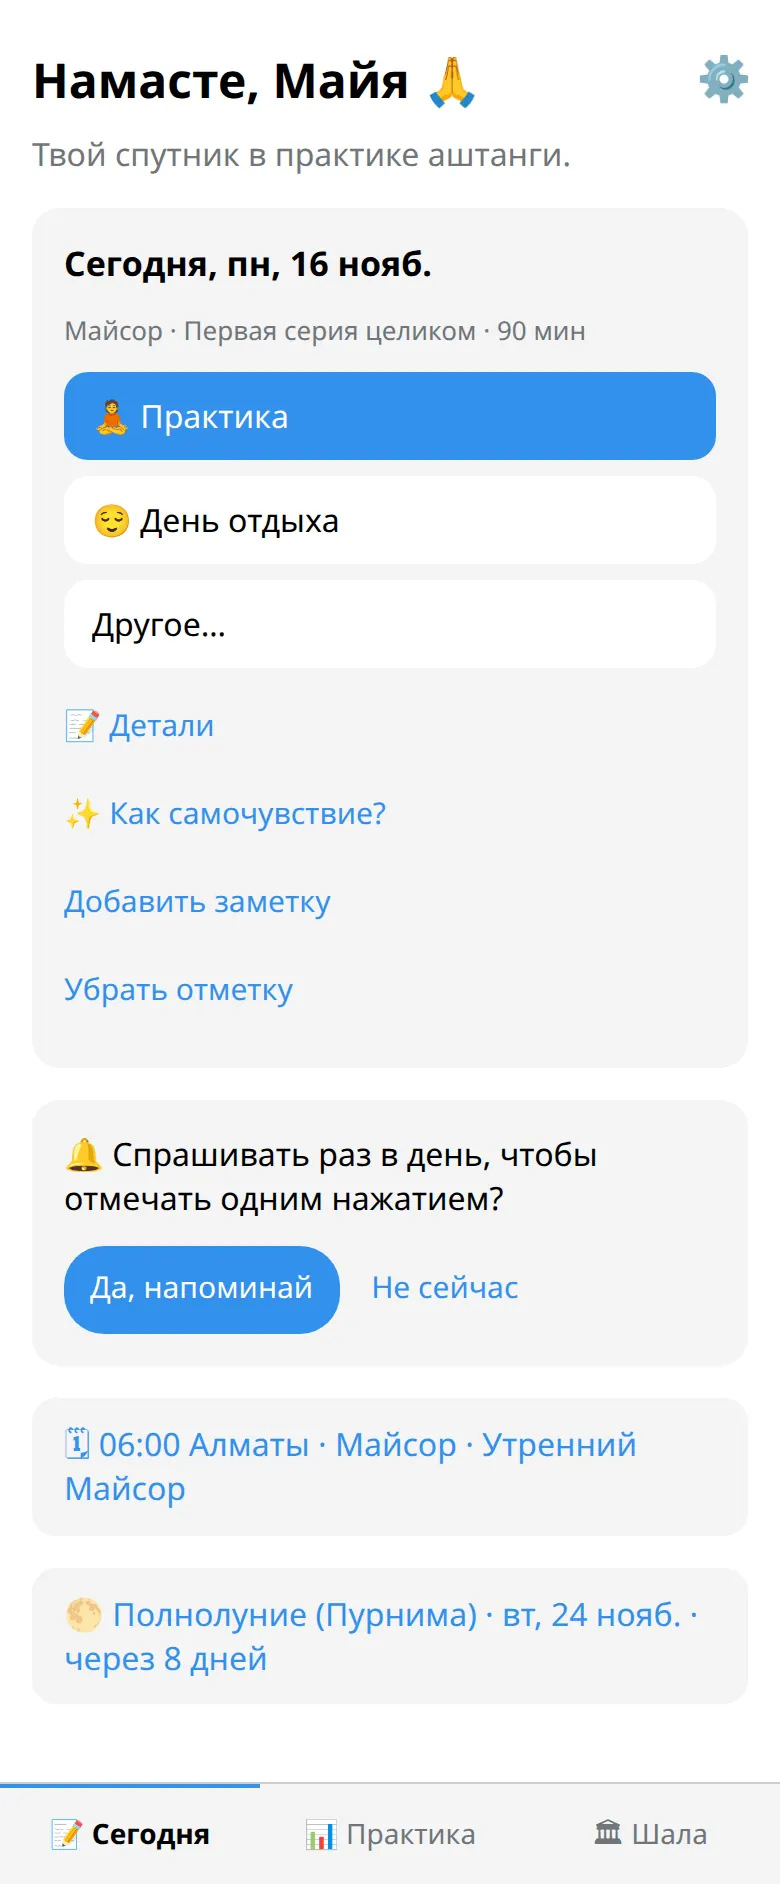 Намасте, Майя 🙏 ⚙️
Твой спутник в практике аштанги.
Сегодня, пн, 16 нояб.
Майсор · Первая серия целиком · 90 мин
🧘 Практика
😌 День отдыха
Другое...
📝 Детали
✨ Как самочувствие?
Добавить заметку
Убрать отметку
🔔 Спрашивать раз в день, чтобы
отмечать одним нажатием?
Да, напоминай Не сейчас
🗓 06:00 Алматы · Майсор · Утренний
Майсор
🌕 Полнолуние (Пурнима) · вт, 24 нояб. ·
через 8 дней
📝 Сегодня 📊 Практика 🏛 Шала